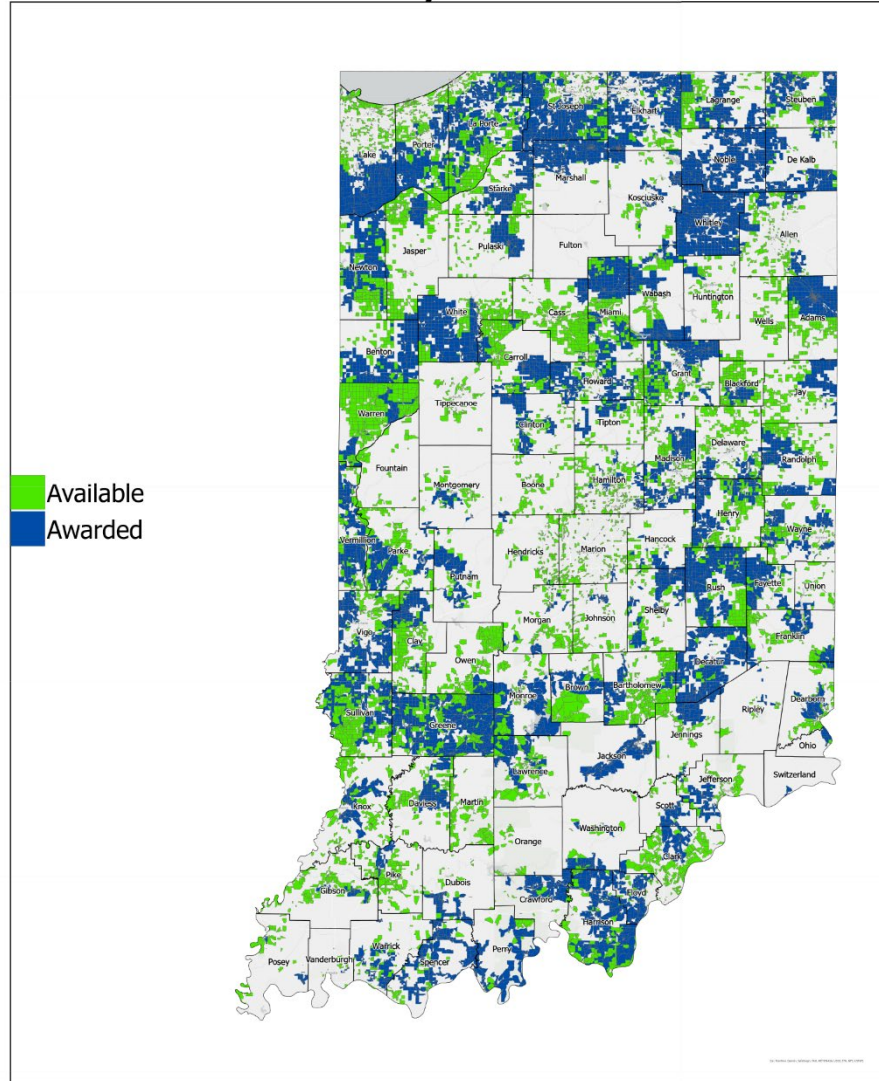 St Joseph
Elkhart
Lagrange
Steuben
La Porte
Porter
Lake
Noble
De Kalb
Marshall
Starke
Kosciusko
Whitley
Allen
Jasper
Pulaski
Fulton
Newton
Wabash
Huntington
White
Cass
Miami
Wells
Adams
Benton
Carroll
Grant
Howard
Blackford
Jay
Warren
Tippecanoe
Clinton
Tipton
Delaware
Madison
Randolph
Fountain
Montgomery
Boone
Hamilton
Available
Awarded
Henry
Wayne
Vermillion
Parke
Hendricks
Marion
Hancock
Putnam
Rush
Fayette
Union
Shelby
Morgan
Johnson
Vigo
Clay
Franklin
Owen
Decatur
Monroe
Brown
Bartholomew
Dearborn
Ripley
Sullivan
Greene
Jennings
Ohio
Jackson
Lawrence
Switzerland
Jefferson
Knox
Daviess
Martin
Scott
Washington
Orange
Clark
Pike
Dubois
Gibson
Crawford
Floyd
Harrison
Warrick
Perry
Posey
Vanderburgh
Spencer